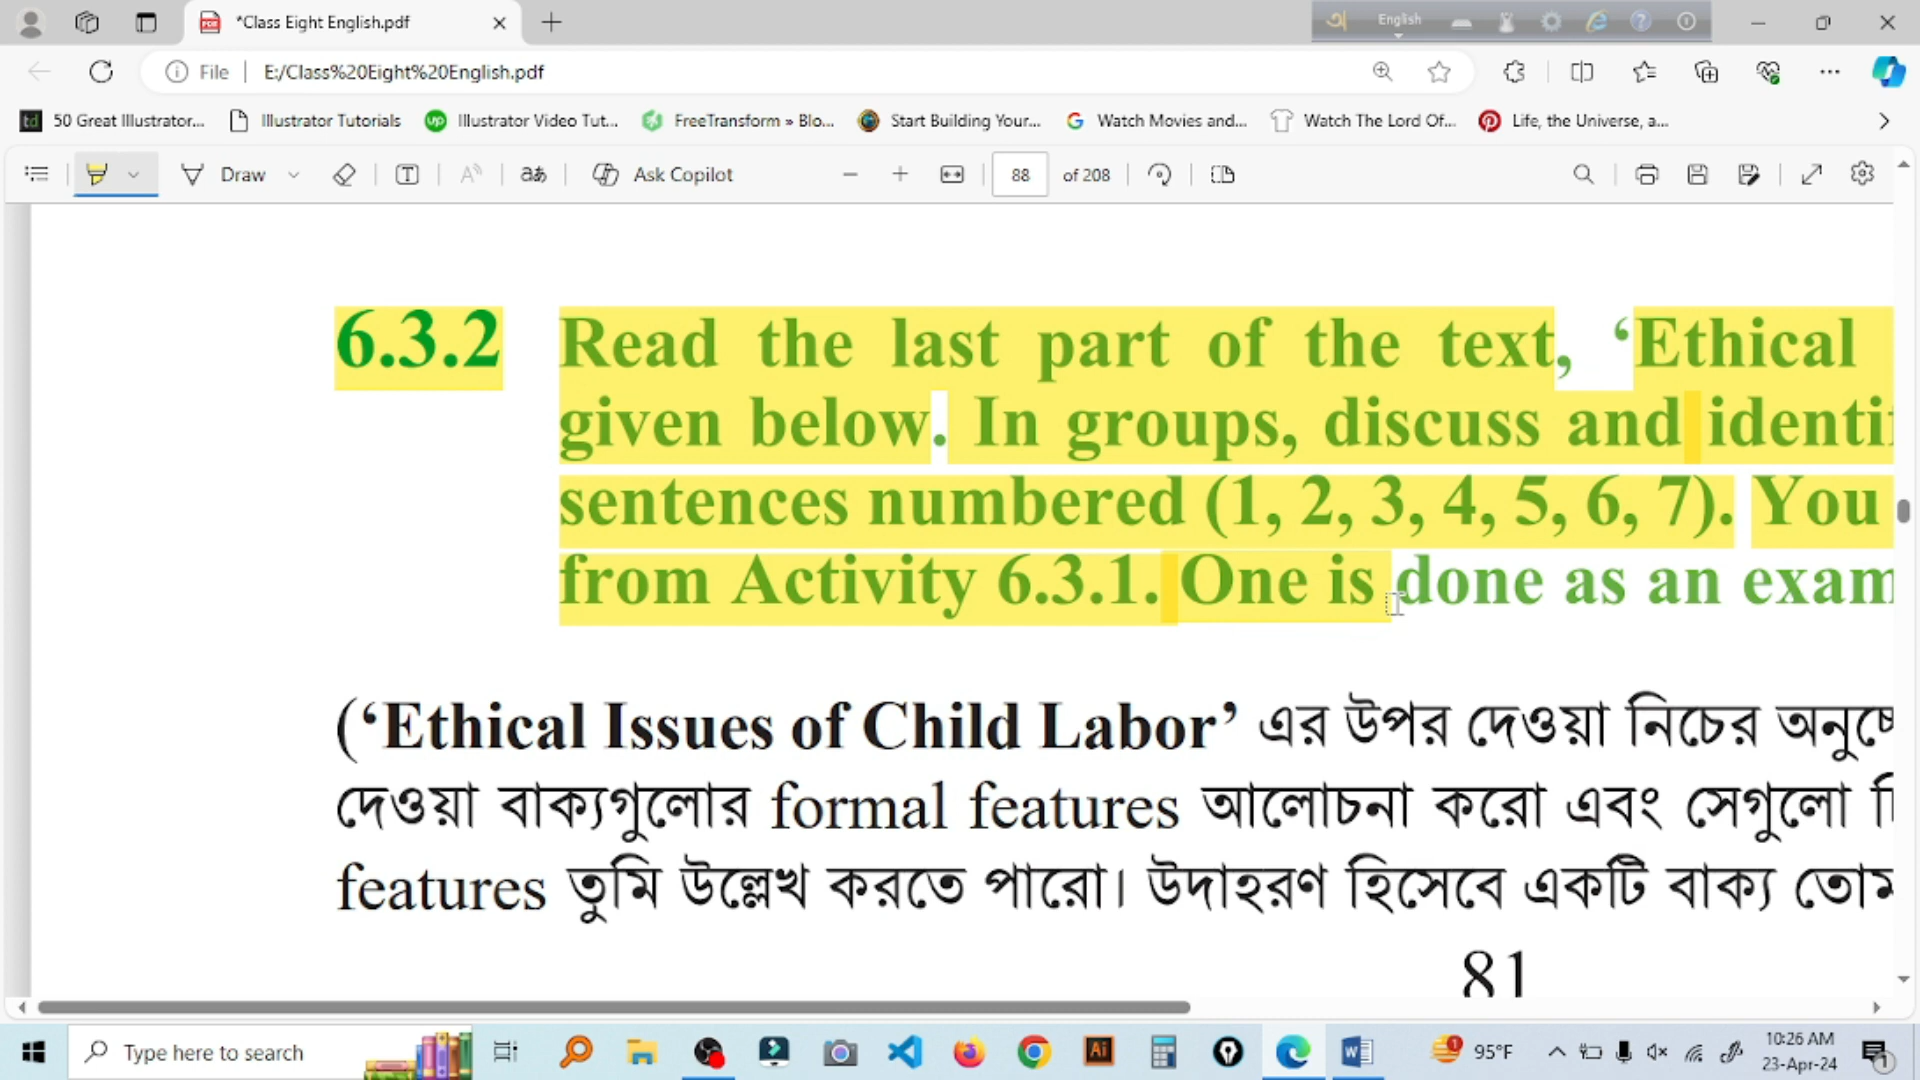 *Class Eight English.pdf
English
File
E:/Class%20Eight%20English.pdf
50 Great Illustrator...
Illustrator Tutorials
Illustrator Video Tut...
FreeTransform » Blo...
Start Building Your...
Watch Movies and...
Watch The Lord Of...
Life, the Universe, a...
Draw
Ask Copilot
88 of 208
6.3.2 Read the last part of the text, ‘Ethical
given below. In groups, discuss and identif
sentences numbered (1, 2, 3, 4, 5, 6, 7). You
from Activity 6.3.1. One is done as an exam
(‘Ethical Issues of Child Labor’ এর উপর দেওয়া নিচের অনুচ্ছে
দেওয়া বাক্যগুলোর formal features আলোচনা করো এবং সেগুলো
features তুমি উল্লেখ করতে পারো। উদাহরণ হিসেবে একটি বাক্য তোম
81
Type here to search
95°F
10:26 AM
23-Apr-24